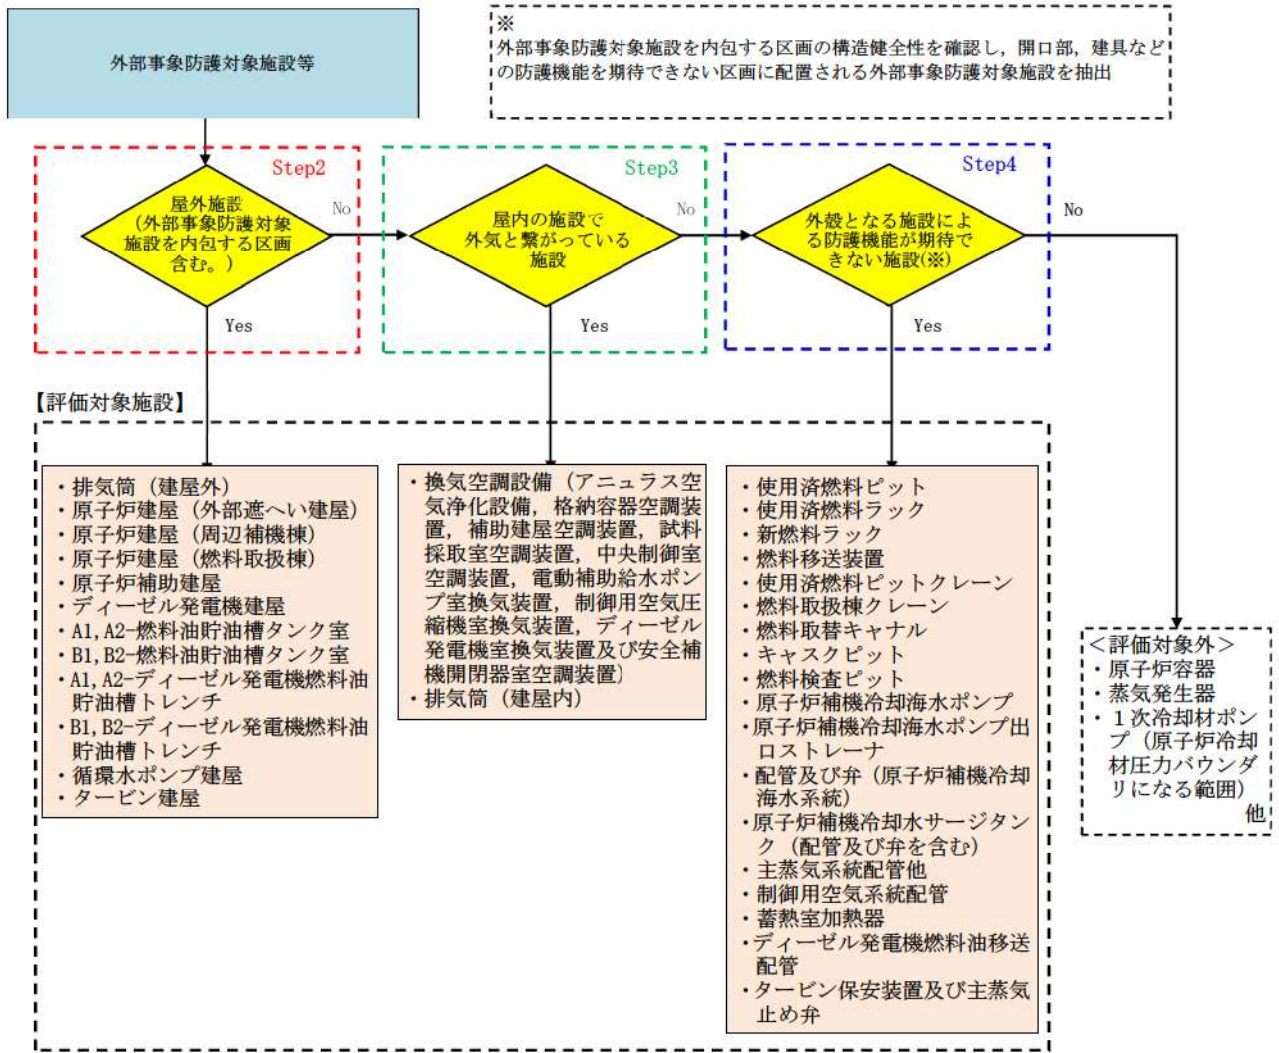 外部事象防護対象施設等
※
外部事象防護対象施設を内包する区画の構造健全性を確認し，開口部，建具など
の防護機能を期待できない区画に配置される外部事象防護対象施設を抽出
Step2
屋外施設
（外部事象防護対象
施設を内包する区画
含む。）
No
Yes
Step3
屋内の施設で
外気と繋がっている
施設
No
Yes
Step4
外殻となる施設によ
る防護機能が期待で
きない施設(※)
No
Yes
【評価対象施設】
・排気筒（建屋外）
・原子炉建屋（外部遮へい建屋）
・原子炉建屋（周辺補機棟）
・原子炉建屋（燃料取扱棟）
・原子炉補助建屋
・ディーゼル発電機建屋
・A1,A2-燃料油貯油槽タンク室
・B1,B2-燃料油貯油槽タンク室
・A1,A2-ディーゼル発電機燃料油
貯油槽トレンチ
・B1,B2-ディーゼル発電機燃料油
貯油槽トレンチ
・循環水ポンプ建屋
・タービン建屋
・換気空調設備（アニュラス空
気浄化設備，格納容器空調装
置，補助建屋空調装置，試料
採取室空調装置，中央制御室
空調装置，電動補助給水ポン
プ室換気装置，制御用空気圧
縮機室換気装置，ディーゼル
発電機室換気装置及び安全補
機開閉器室空調装置）
・排気筒（建屋内）
・使用済燃料ピット
・使用済燃料ラック
・新燃料ラック
・燃料移送装置
・使用済燃料ピットクレーン
・燃料取扱棟クレーン
・燃料取替キャナル
・キャスクピット
・燃料検査ピット
・原子炉補機冷却海水ポンプ
・原子炉補機冷却海水ポンプ出
口ストレーナ
・配管及び弁（原子炉補機冷却
海水系統）
・原子炉補機冷却水サージタン
ク（配管及び弁を含む）
・主蒸気系統配管他
・制御用空気系統配管
・蓄熱室加熱器
・ディーゼル発電機燃料油移送
配管
・タービン保安装置及び主蒸気
止め弁
＜評価対象外＞
・原子炉容器
・蒸気発生器
・１次冷却材ポン
プ（原子炉冷却
材圧力バウンダ
リになる範囲）
他